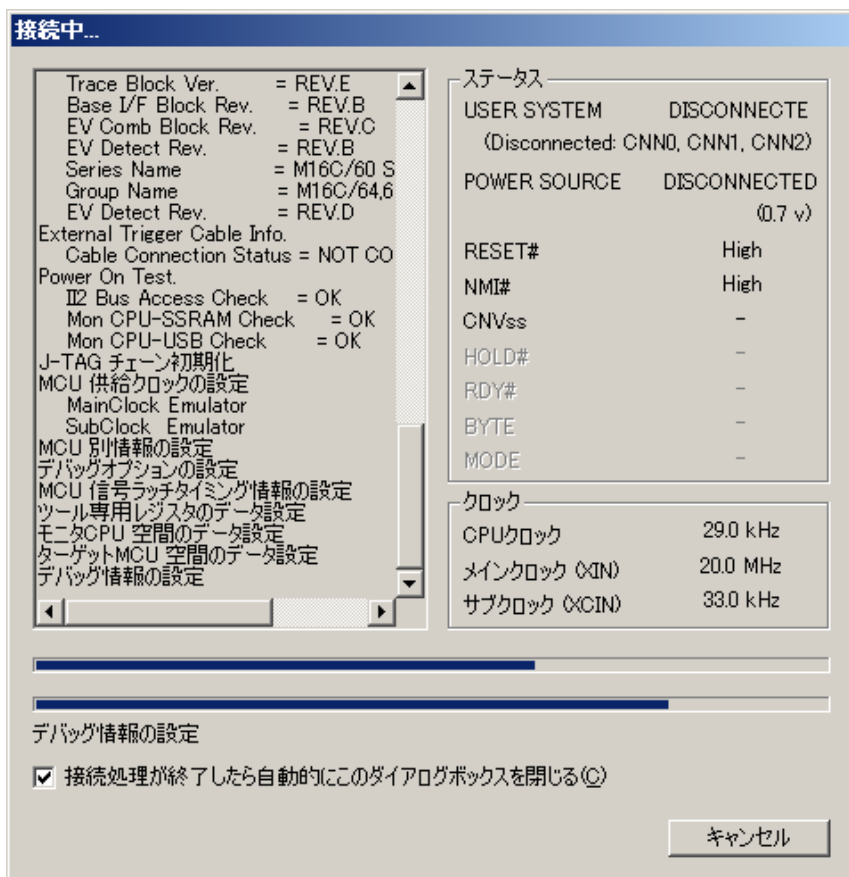 接続中...
Trace Block Ver. = REV.E
Base I/F Block Rev. = REV.B
EV Comb Block Rev. = REV.C
EV Detect Rev. = REV.B
Series Name = M16C/60 S
Group Name = M16C/64,6
EV Detect Rev. = REV.D
External Trigger Cable Info.
Cable Connection Status = NOT CO
Power On Test.
II2 Bus Access Check = OK
Mon CPU-SSRAM Check = OK
Mon CPU-USB Check = OK
J-TAG チェーン初期化
MCU 供給クロックの設定
MainClock Emulator
SubClock Emulator
MCU 別情報の設定
デバッグオプションの設定
MCU 信号ラッチタイミング情報の設定
ツール専用レジスタのデータ設定
モニタCPU 空間のデータ設定
ターゲットMCU 空間のデータ設定
デバッグ情報の設定
ステータス
USER SYSTEM DISCONNECTE
(Disconnected: CNN0, CNN1, CNN2)
POWER SOURCE DISCONNECTED
(0.7 v)
RESET# High
NMI# High
CNVss -
HOLD# -
RDY# -
BYTE -
MODE -
クロック
CPUクロック 29.0 kHz
メインクロック (XIN) 20.0 MHz
サブクロック (XCIN) 33.0 kHz
デバッグ情報の設定
接続処理が終了したら自動的にこのダイアログボックスを閉じる(C)
キャンセル